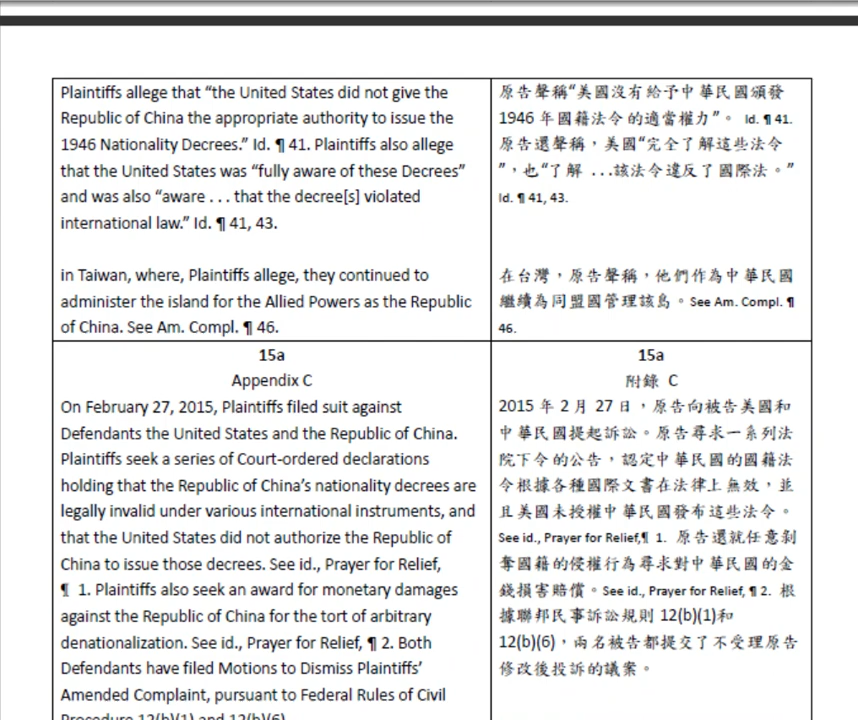 Plaintiffs allege that “the United States did not give the
Republic of China the appropriate authority to issue the
1946 Nationality Decrees.” Id. ¶ 41. Plaintiffs also allege
that the United States was “fully aware of these Decrees”
and was also “aware . . . that the decree[s] violated
international law.” Id. ¶ 41, 43.
in Taiwan, where, Plaintiffs allege, they continued to
administer the island for the Allied Powers as the Republic
of China. See Am. Compl. ¶ 46.
原告聲稱“美國沒有給予中華民國頒發
1946 年國籍法令的適當權力”。 Id. ¶ 41.
原告還聲稱，美國“完全了解這些法令
”，也“了解 ...該法令違反了國際法。”
Id. ¶ 41, 43.
在台灣，原告聲稱，他們作為中華民國
繼續為同盟國管理該島。See Am. Compl. ¶
46.
15a
Appendix C
On February 27, 2015, Plaintiffs filed suit against
Defendants the United States and the Republic of China.
Plaintiffs seek a series of Court-ordered declarations
holding that the Republic of China’s nationality decrees are
legally invalid under various international instruments, and
that the United States did not authorize the Republic of
China to issue those decrees. See id., Prayer for Relief,
¶ 1. Plaintiffs also seek an award for monetary damages
against the Republic of China for the tort of arbitrary
denationalization. See id., Prayer for Relief, ¶ 2. Both
Defendants have filed Motions to Dismiss Plaintiffs’
Amended Complaint, pursuant to Federal Rules of Civil
Procedure 12(b)(1) and 12(b)(6).
15a
附錄 C
2015 年 2 月 27 日，原告向被告美國和
中華民國提起訴訟。原告尋求一系列法
院下令的公告，認定中華民國的國籍法
令根據各種國際文書在法律上無效，並
且美國未授權中華民國發布這些法令。
See id., Prayer for Relief,¶ 1. 原告還就任意剝
奪國籍的侵權行為尋求對中華民國的金
錢損害賠償。See id., Prayer for Relief, ¶ 2. 根
據聯邦民事訴訟規則 12(b)(1)和
12(b)(6)，兩名被告都提交了不受理原告
修改後投訴的議案。